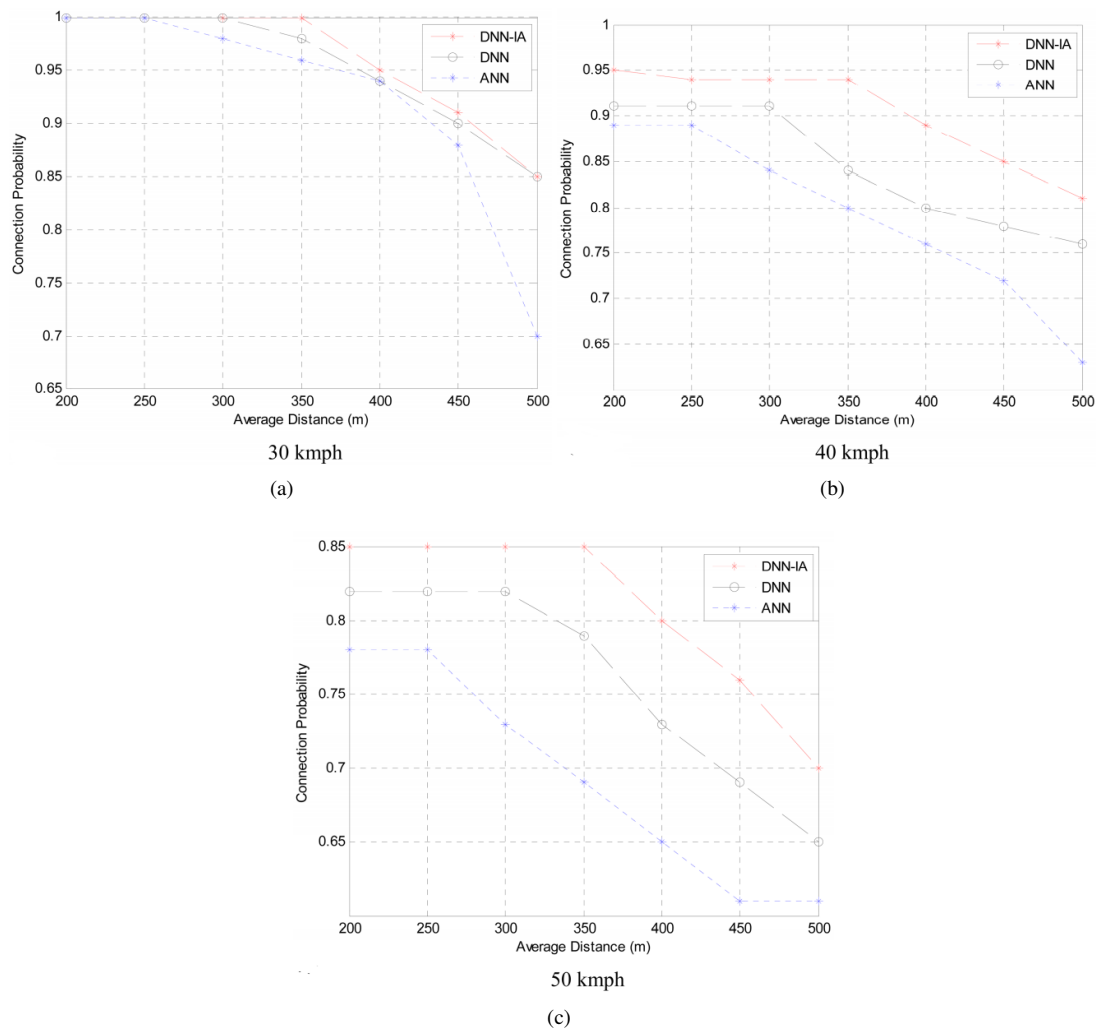 1
0.95
0.9
0.85
0.8
0.75
0.7
0.65
200 250 300 350 400 450 500
Connection Probability
Average Distance (m)
DNN-IA
DNN
ANN
30 kmph
(a)
1
0.95
0.9
0.85
0.8
0.75
0.7
0.65
200 250 300 350 400 450 500
Connection Probability
Average Distance (m)
DNN-IA
DNN
ANN
40 kmph
(b)
0.85
0.8
0.75
0.7
0.65
200 250 300 350 400 450 500
Connection Probability
Average Distance (m)
DNN-IA
DNN
ANN
50 kmph
(c)